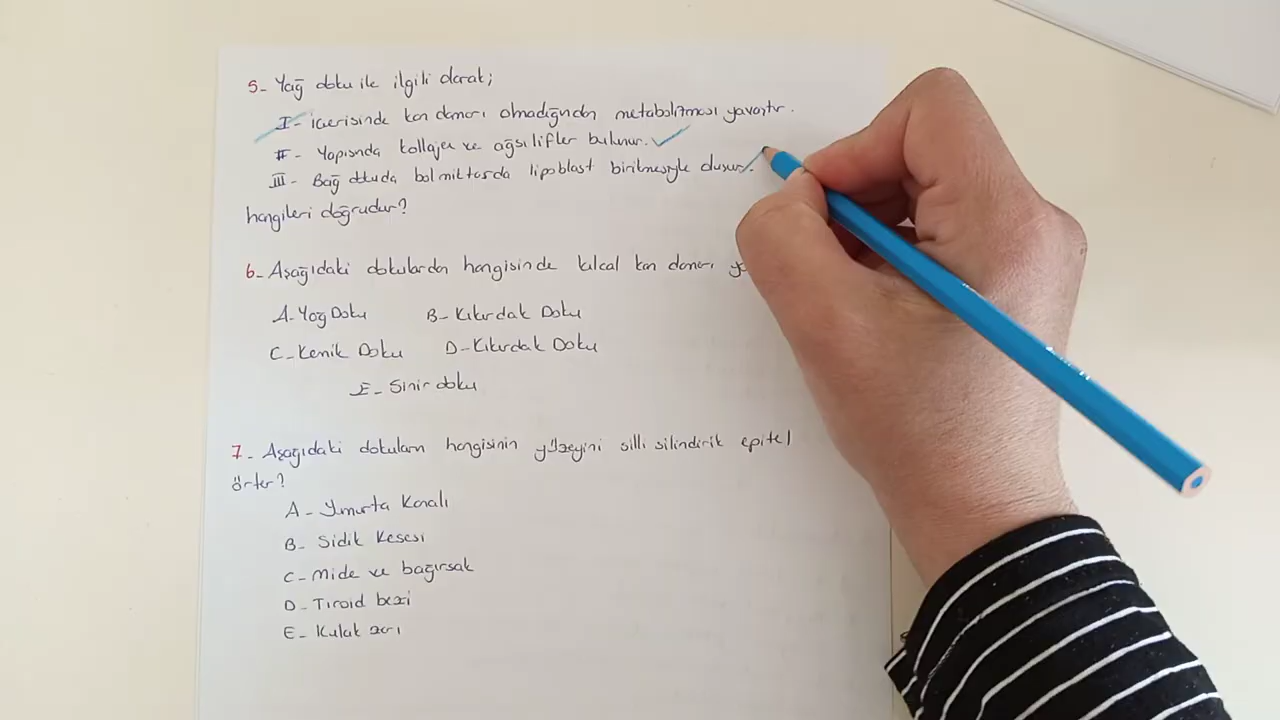 5- Yağ doku ile ilgili olarak;
I- içerisinde kan damarı olmadığından metabolizması yavaştır.
II- Yapısında kollajen ve ağsı lifler bulunur.
III- Bağ dokuda bol miktarda lipoblast birikmesiyle oluşur.
hangileri doğrudur?
6- Aşağıdaki dokulardan hangisinde kılcal kan damarı
A- Yağ Doku B- Kıkırdak Doku
C- Kemik Doku D- Kıkırdak Doku
E- Sinir doku
7- Aşağıdaki dokuların hangisinin yüzeyini silli silindirik epitel
örter?
A- Yumurta Kanalı
B- Sidik Kesesi
C- Mide ve bağırsak
D- Tiroid bezi
E- Kulak zarı